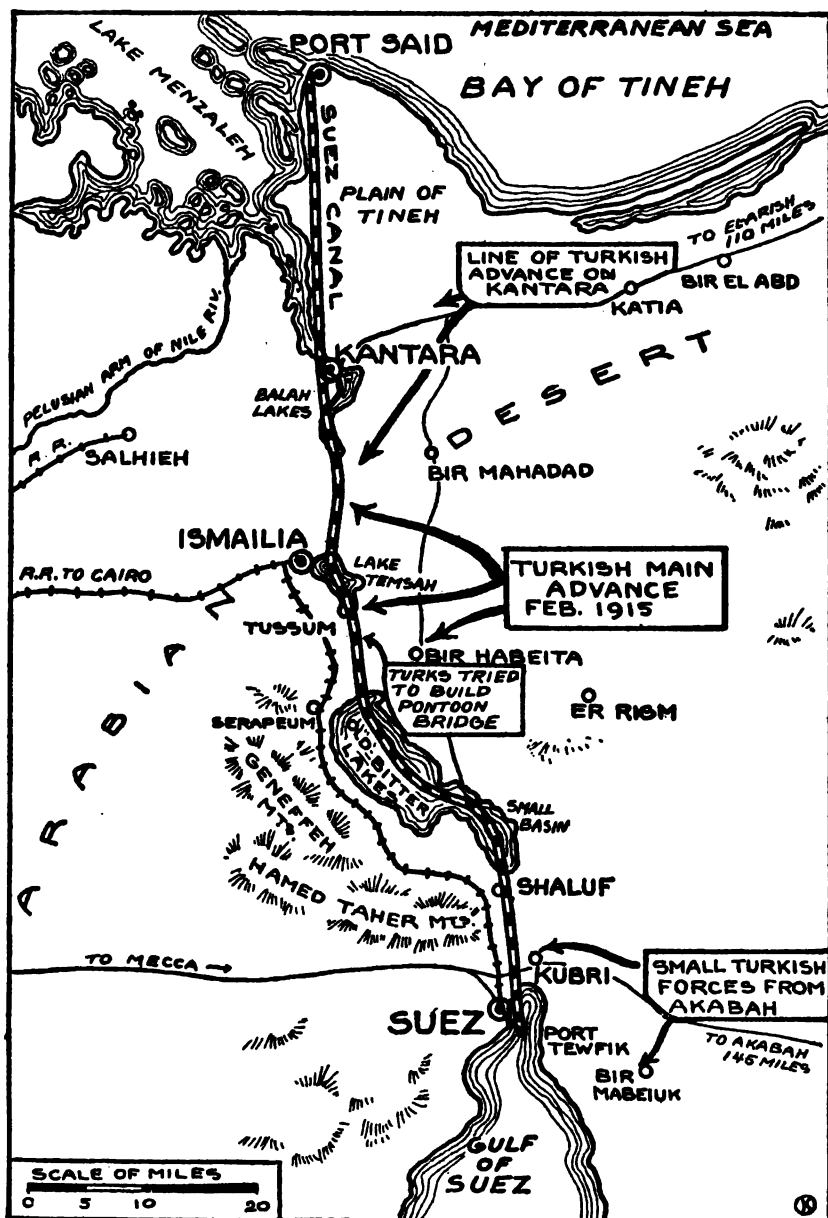 MEDITERRANEAN SEA
PORT SAID
LAKE MENZALEH
BAY OF TINEH
SUEZ CANAL
PLAIN OF
TINEH
TO EL ARISH
110 MILES
LINE OF TURKISH
ADVANCE ON
KANTARA
BIR EL ABD
KATIA
PELUSIAH ARM OF NILE RIV.
KANTARA
DESERT
BALAH
LAKES
R. R.
SALHIEH
BIR MAHADAD
ISMAILIA
LAKE
TEMSAH
R.R. TO CAIRO
TURKISH MAIN
ADVANCE
FEB. 1915
TUSSUM
BIR HABEITA
TURKS TRIED
TO BUILD
PONTOON
BRIDGE
ER RIGM
SERAPEUM
ARABIA
OLD BITTER
LAKES
GENEFFEH
MTS.
SMALL
BASIN
HAMED TAHER MTS.
SHALUF
TO MECCA →
KUBRI
SMALL TURKISH
FORCES FROM
AKABAH
SUEZ
PORT
TEWFIK
TO AKABAH
145 MILES
BIR
MABEIUK
GULF
OF
SUEZ
SCALE OF MILES
0 5 10 20
K